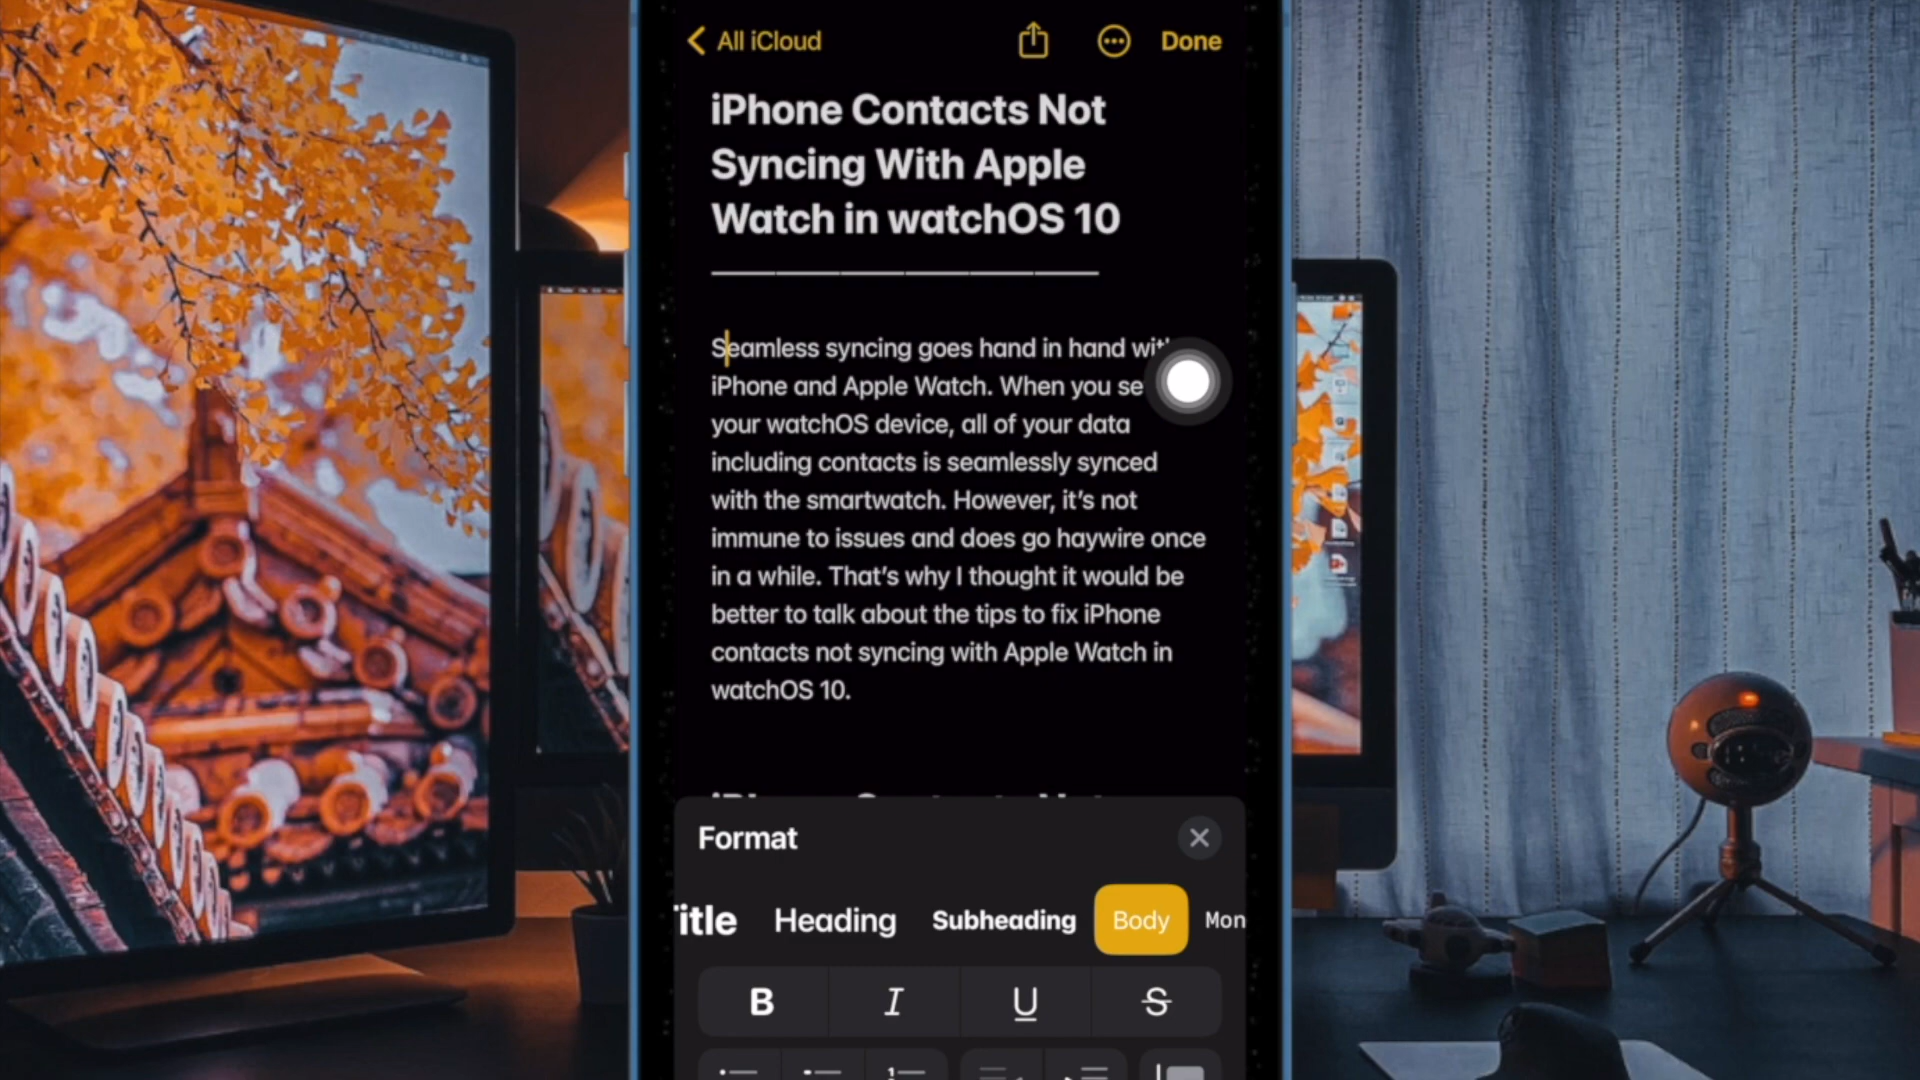 All iCloud
Done
iPhone Contacts Not
Syncing With Apple
Watch in watchOS 10
Seamless syncing goes hand in hand
iPhone and Apple Watch. When you
your watchOS device, all of your data
including contacts is seamlessly synced
with the smartwatch. However, it's not
immune to issues and does go haywire once
in a while. That's why I thought it would be
better to talk about the tips to fix iPhone
contacts not syncing with Apple Watch in
watchOS 10.
Format
Heading
Subheading
Body
B
I
U
S